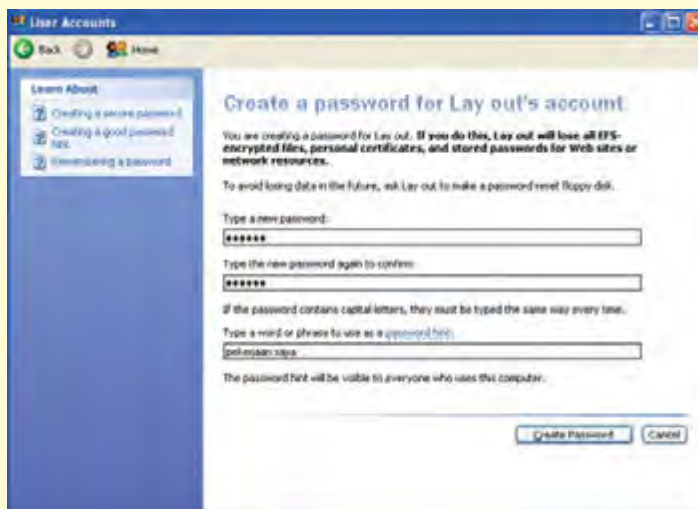 User Accounts
Back Home
Learn About
Creating a secure password
Creating a good password
hint
Remembering a password
Create a password for Lay out's account
You are creating a password for Lay out. If you do this, Lay out will lose all EFS-
encrypted files, personal certificates, and stored passwords for Web sites or
network resources.
To avoid losing data in the future, ask Lay out to make a password reset floppy disk.
Type a new password:
●●●●●●
Type the new password again to confirm:
●●●●●●
If the password contains capital letters, they must be typed the same way every time.
Type a word or phrase to use as a password hint:
pekerjaan saya
The password hint will be visible to everyone who uses this computer.
Create Password Cancel